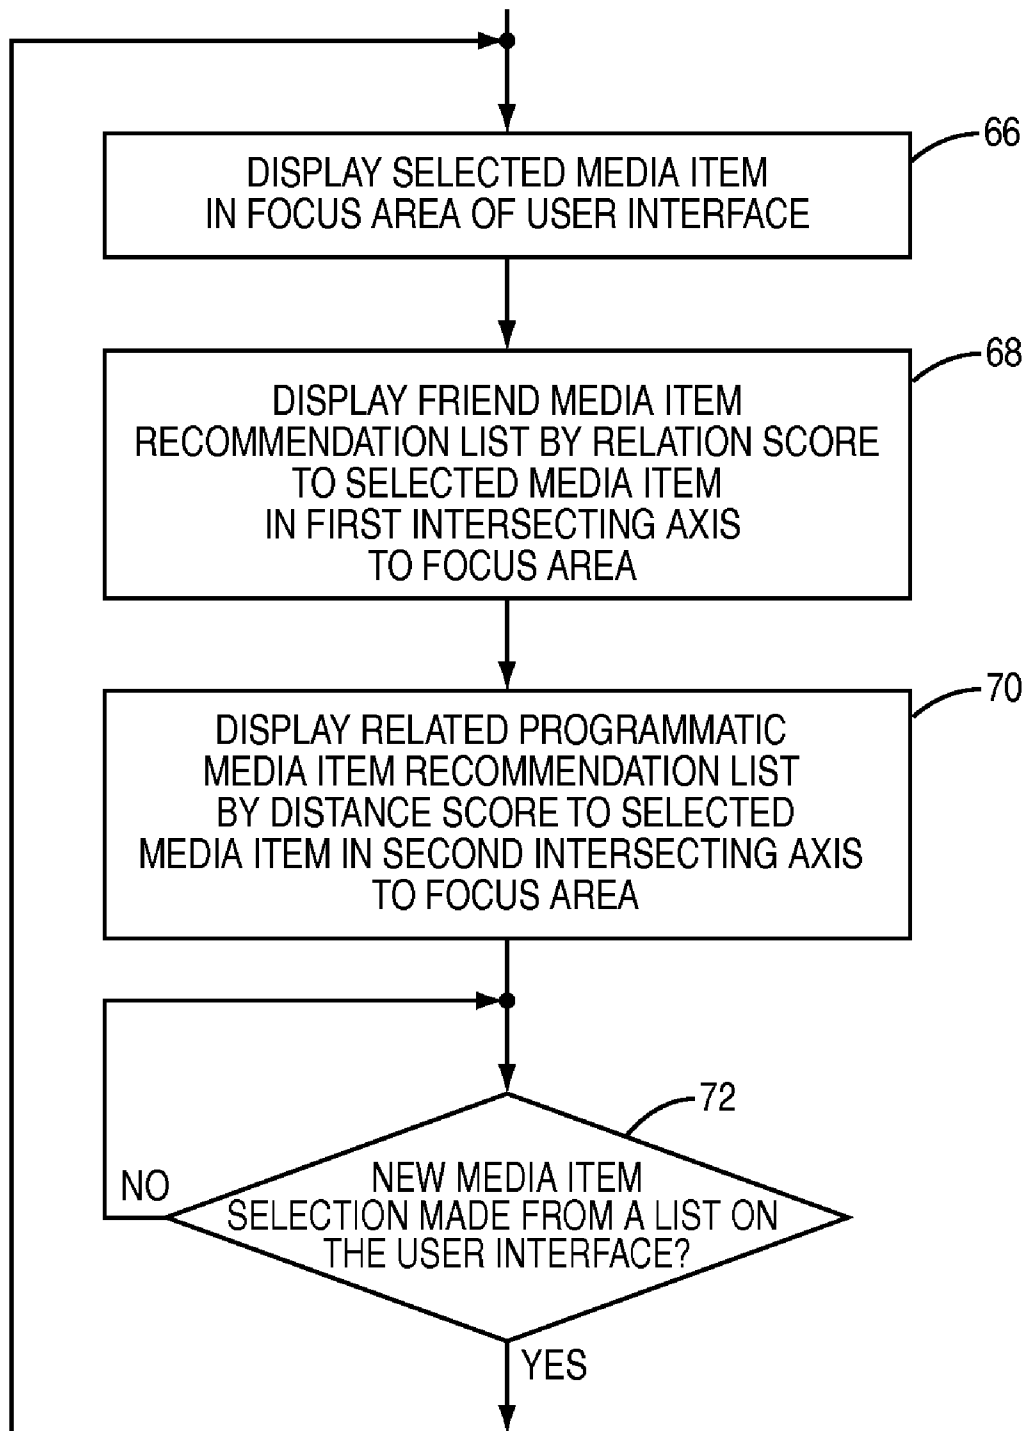 66
DISPLAY SELECTED MEDIA ITEM
IN FOCUS AREA OF USER INTERFACE
68
DISPLAY FRIEND MEDIA ITEM
RECOMMENDATION LIST BY RELATION SCORE
TO SELECTED MEDIA ITEM
IN FIRST INTERSECTING AXIS
TO FOCUS AREA
70
DISPLAY RELATED PROGRAMMATIC
MEDIA ITEM RECOMMENDATION LIST
BY DISTANCE SCORE TO SELECTED
MEDIA ITEM IN SECOND INTERSECTING AXIS
TO FOCUS AREA
72
NO
NEW MEDIA ITEM
SELECTION MADE FROM A LIST ON
THE USER INTERFACE?
YES